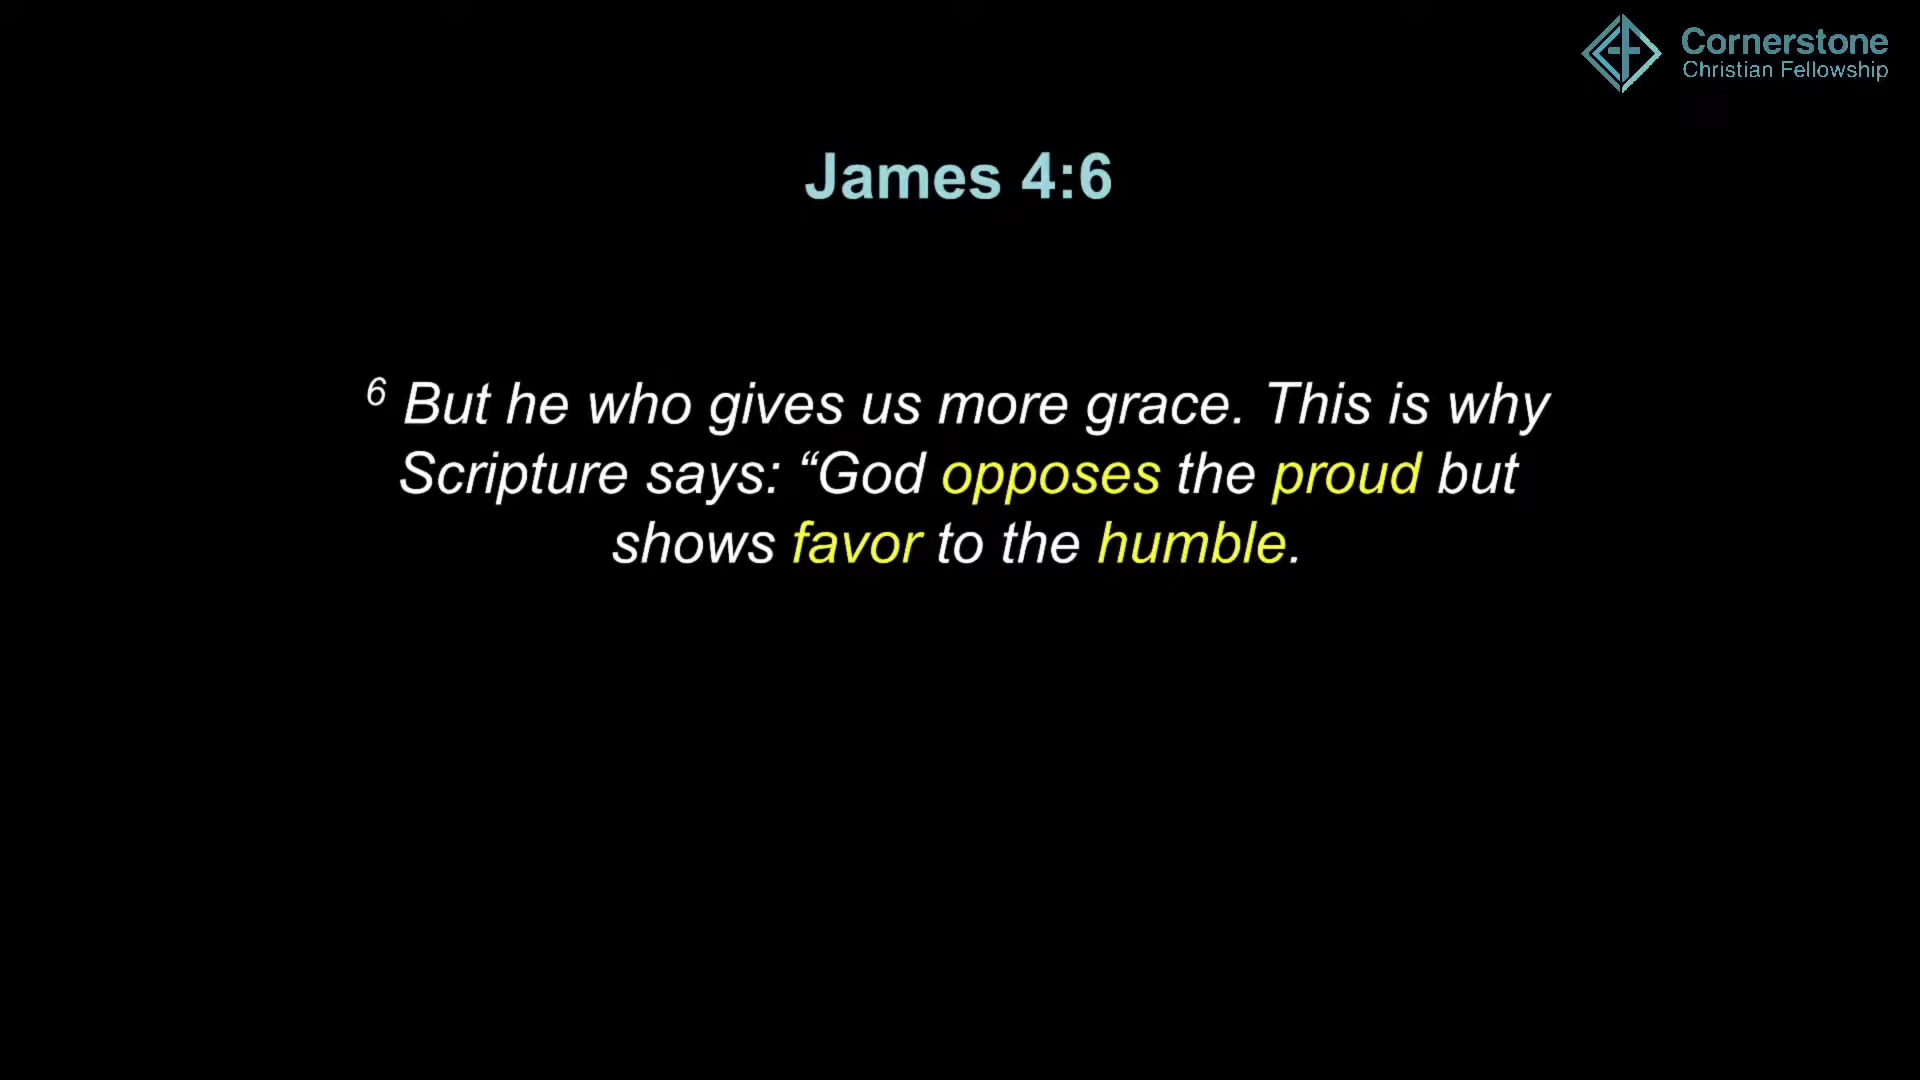 Cornerstone
Christian Fellowship
James 4:6
6 But he who gives us more grace. This is why
Scripture says: “God opposes the proud but
shows favor to the humble.